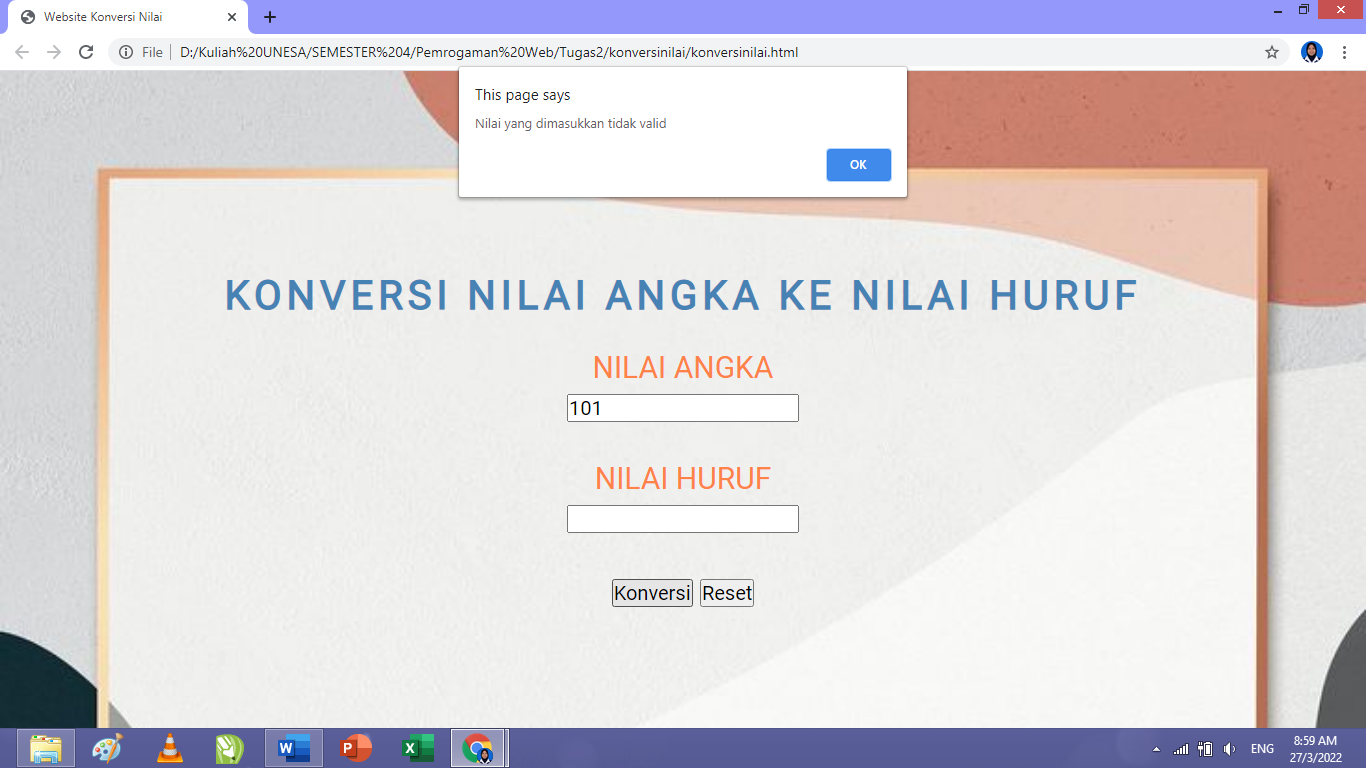 Website Konversi Nilai
File
D:/Kuliah%20UNESA/SEMESTER%204/Pemrogaman%20Web/Tugas2/konversinilai/konversinilai.html
This page says
Nilai yang dimasukkan tidak valid
OK
KONVERSI NILAI ANGKA KE NILAI HURUF
NILAI ANGKA
101
NILAI HURUF
Konversi Reset
ENG
8:59 AM
27/3/2022